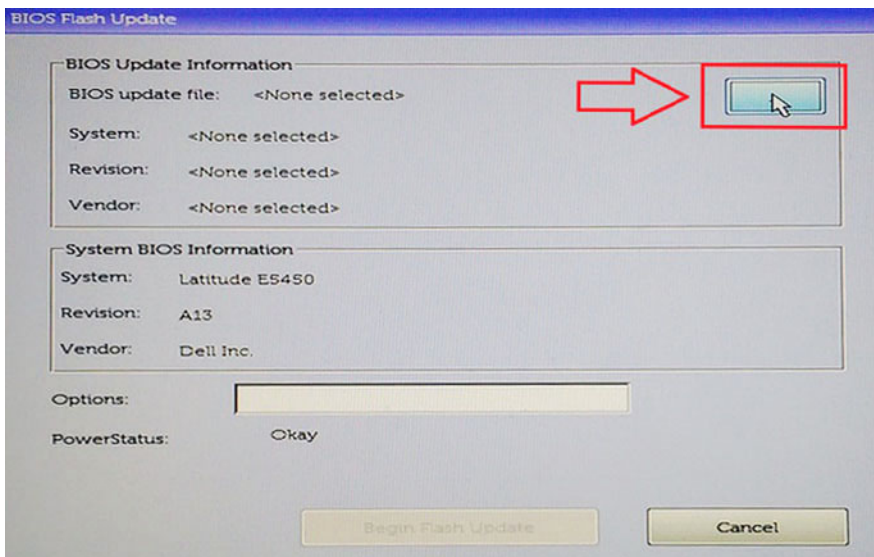 BIOS Flash Update
BIOS Update Information
BIOS update file: <None selected>
System: <None selected>
Revision: <None selected>
Vendor: <None selected>
System BIOS Information
System: Latitude E5450
Revision: A13
Vendor: Dell Inc.
Options:
PowerStatus: Okay
Begin Flash Update Cancel